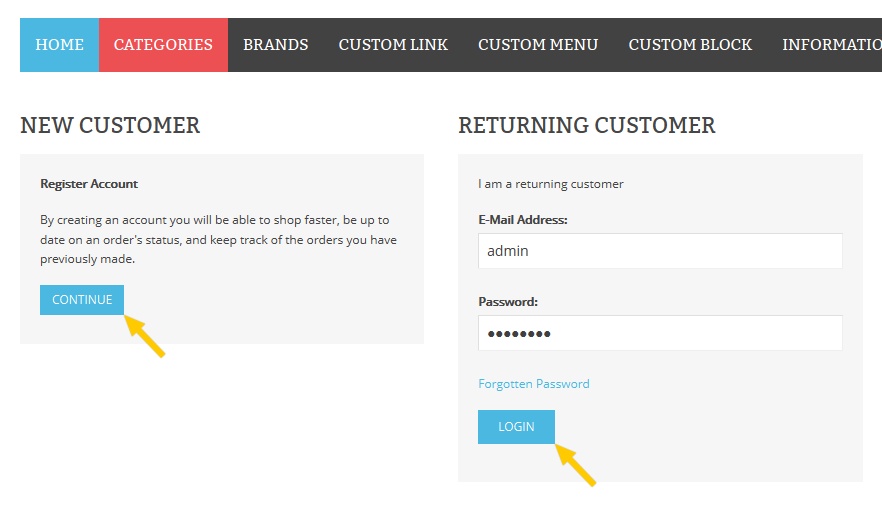 HOME CATEGORIES BRANDS CUSTOM LINK CUSTOM MENU CUSTOM BLOCK INFORMATIO
NEW CUSTOMER
Register Account
By creating an account you will be able to shop faster, be up to
date on an order's status, and keep track of the orders you have
previously made.
CONTINUE
RETURNING CUSTOMER
I am a returning customer
E-Mail Address:
admin
Password:
●●●●●●●●
Forgotten Password
LOGIN